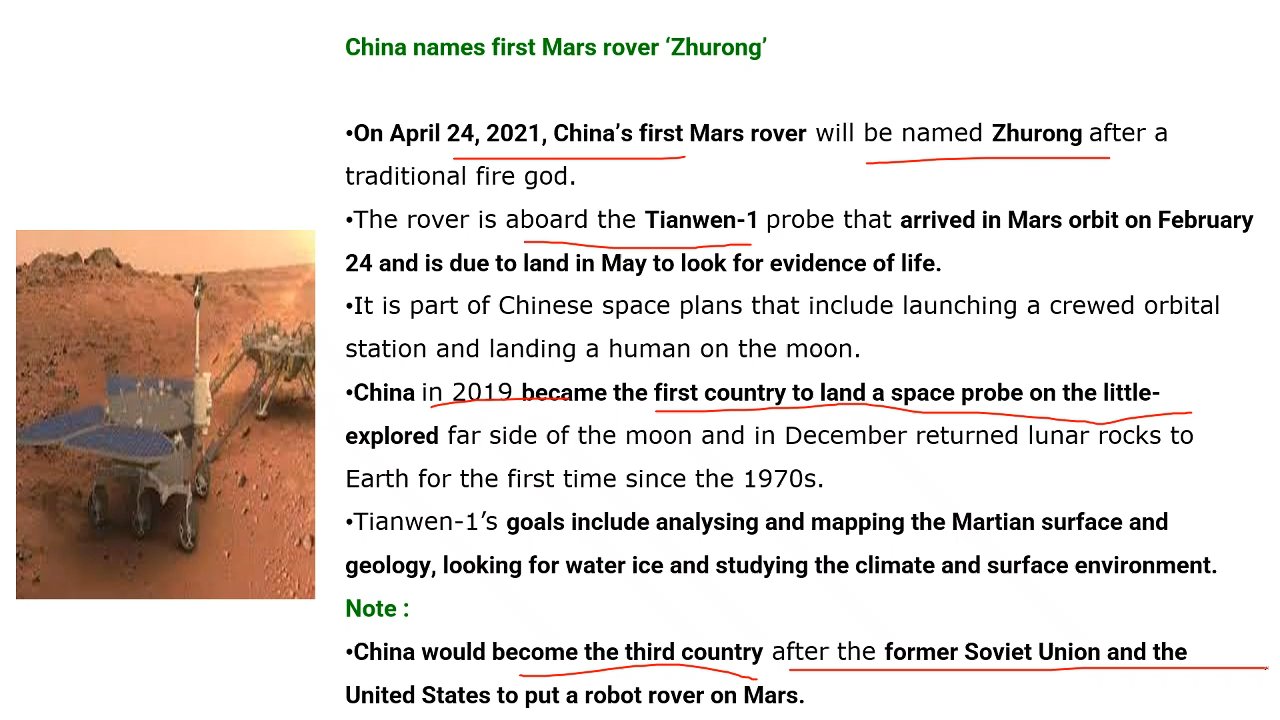 China names first Mars rover ‘Zhurong’
•On April 24, 2021, China’s first Mars rover will be named Zhurong after a
traditional fire god.
•The rover is aboard the Tianwen-1 probe that arrived in Mars orbit on February
24 and is due to land in May to look for evidence of life.
•It is part of Chinese space plans that include launching a crewed orbital
station and landing a human on the moon.
•China in 2019 became the first country to land a space probe on the little-
explored far side of the moon and in December returned lunar rocks to
Earth for the first time since the 1970s.
•Tianwen-1’s goals include analysing and mapping the Martian surface and
geology, looking for water ice and studying the climate and surface environment.
Note :
•China would become the third country after the former Soviet Union and the
United States to put a robot rover on Mars.